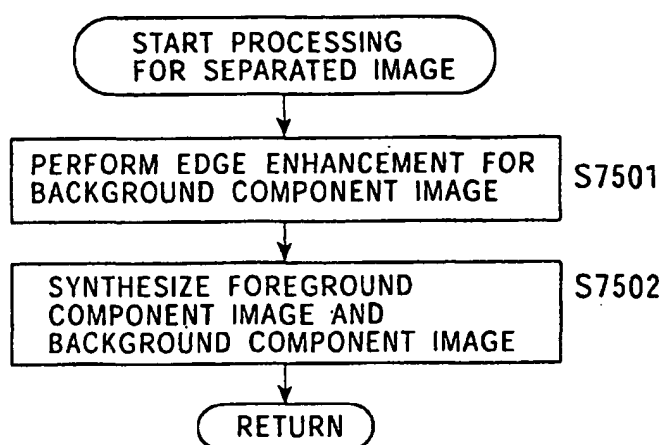 START PROCESSING
FOR SEPARATED IMAGE
PERFORM EDGE ENHANCEMENT FOR
BACKGROUND COMPONENT IMAGE
S7501
SYNTHESIZE FOREGROUND
COMPONENT IMAGE AND
BACKGROUND COMPONENT IMAGE
S7502
RETURN